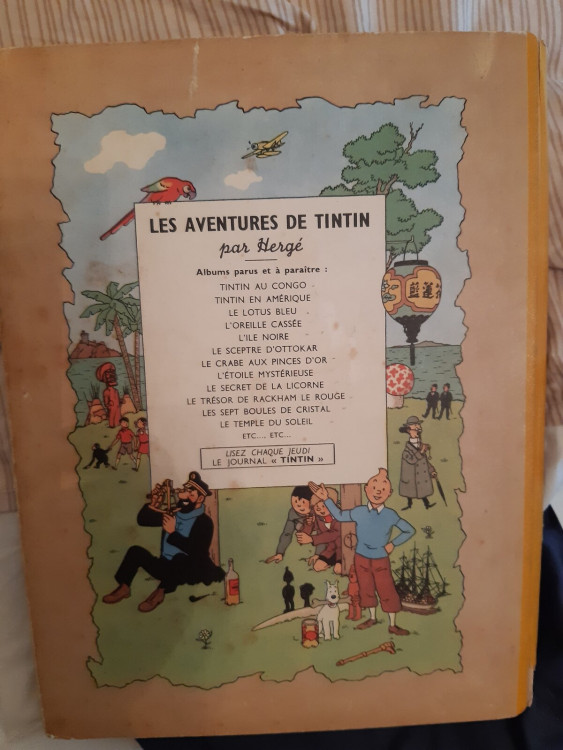 LES AVENTURES DE TINTIN
par Hergé
Albums parus et à paraître :
TINTIN AU CONGO
TINTIN EN AMÉRIQUE
LE LOTUS BLEU
L'OREILLE CASSÉE
L'ILE NOIRE
LE SCEPTRE D'OTTOKAR
LE CRABE AUX PINCES D'OR
L'ÉTOILE MYSTÉRIEUSE
LE SECRET DE LA LICORNE
LE TRÉSOR DE RACKHAM LE ROUGE
LES SEPT BOULES DE CRISTAL
LE TEMPLE DU SOLEIL
ETC..., ETC...
LISEZ CHAQUE JEUDI
LE JOURNAL « TINTIN »